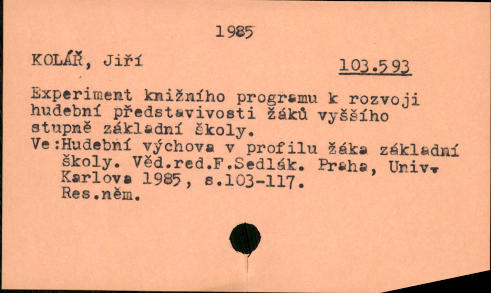 1985
KOLÁŘ, Jiří 103.593
Experiment knižního programu k rozvoji
hudební představivosti žáků vyššího
stupně základní školy.
Ve:Hudební výchova v profilu žáka základní
školy. Věd.red.F.Sedlák. Praha, Univ.
Karlova 1985, s.103-117.
Res.něm.